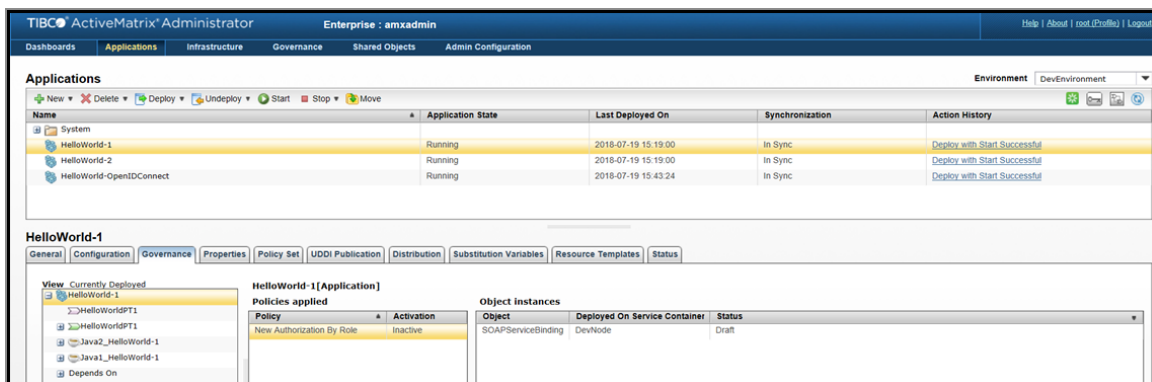 TIBCO ActiveMatrix® Administrator Enterprise : amxadmin Help | About | root (Profile) | Logout
Dashboards Applications Infrastructure Governance Shared Objects Admin Configuration
Applications Environment DevEnvironment
New Delete Deploy Undeploy Start Stop Move
Name Application State Last Deployed On Synchronization Action History
System
HelloWorld-1 Running 2018-07-19 15:19:00 In Sync Deploy with Start Successful
HelloWorld-2 Running 2018-07-19 15:19:00 In Sync Deploy with Start Successful
HelloWorld-OpenIDConnect Running 2018-07-19 15:43:24 In Sync Deploy with Start Successful
HelloWorld-1
General Configuration Governance Properties Policy Set UDDI Publication Distribution Substitution Variables Resource Templates Status
View Currently Deployed
HelloWorld-1
HelloWorldPT1
HelloWorldPT1
Java2_HelloWorld-1
Java1_HelloWorld-1
Depends On
HelloWorld-1[Application]
Policies applied Object instances
Policy Activation Object Deployed On Service Container Status
New Authorization By Role Inactive SOAPServiceBinding DevNode Draft